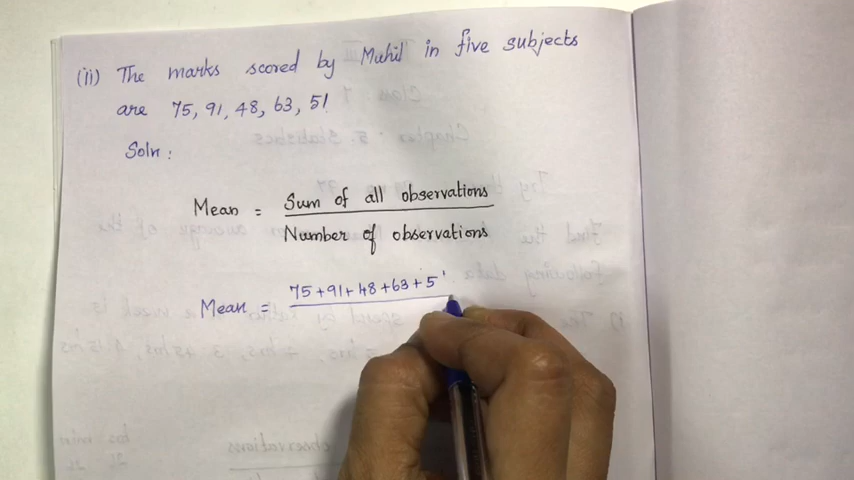 (ii) The marks scored by Muhil in five subjects
are 75, 91, 48, 63, 51
Soln :
Mean = Sum of all observations
Number of observations
Mean = 75+91+48+63+51